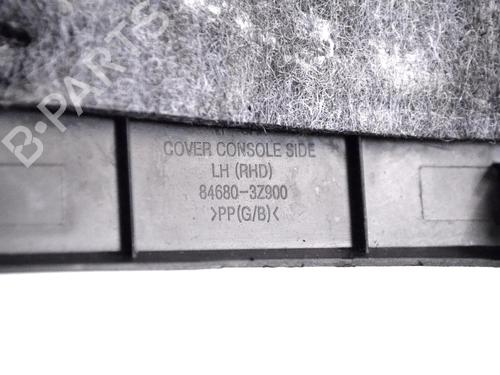 B-PARTS
COVER CONSOLE SIDE
LH (RHD)
84680-3Z900
>PP(G/B)<